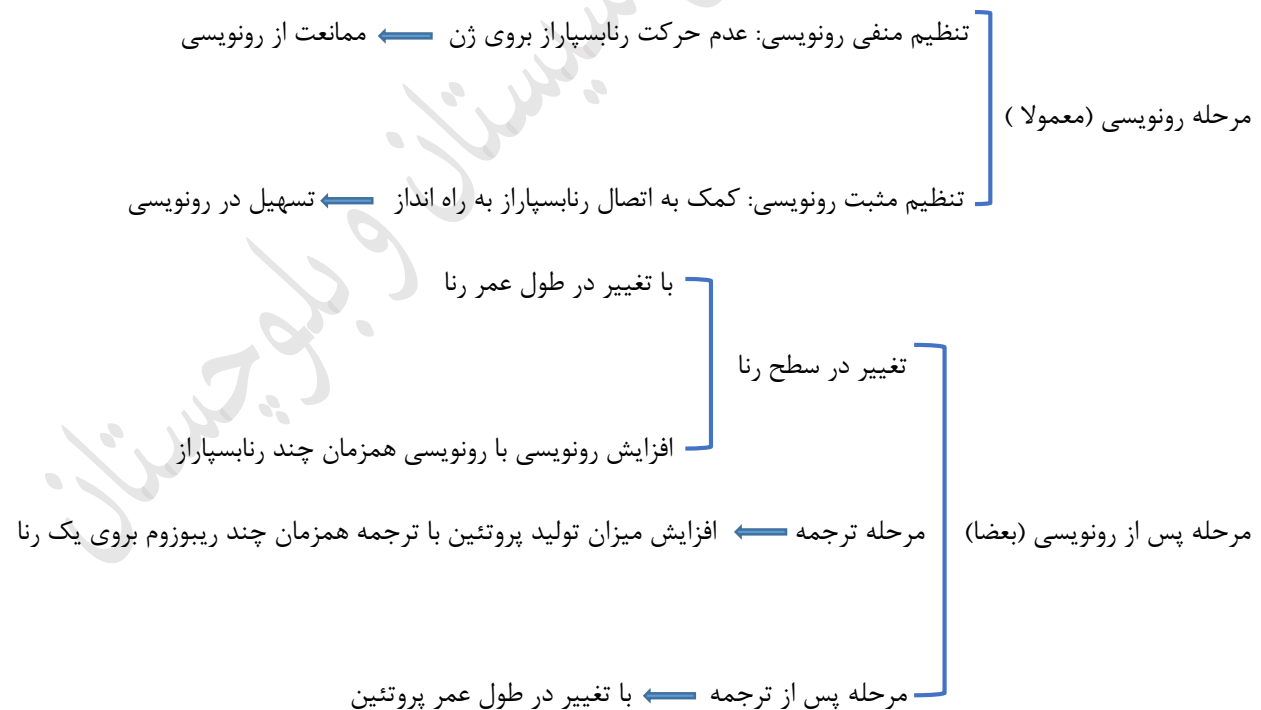 تنظیم منفی رونویسی: عدم حرکت رنابسپاراز بروی ژن ممانعت از رونویسی
مرحله رونویسی (معمولا )
تنظیم مثبت رونویسی: کمک به اتصال رنابسپاراز به راه انداز تسهیل در رونویسی
با تغییر در طول عمر رنا
تغییر در سطح رنا
افزایش رونویسی با رونویسی همزمان چند رنابسپاراز
مرحله پس از رونویسی (بعضا) مرحله ترجمه افزایش میزان تولید پروتئین با ترجمه همزمان چند ریبوزوم بروی یک رنا
مرحله پس از ترجمه با تغییر در طول عمر پروتئین
سیستان و بلوچستان